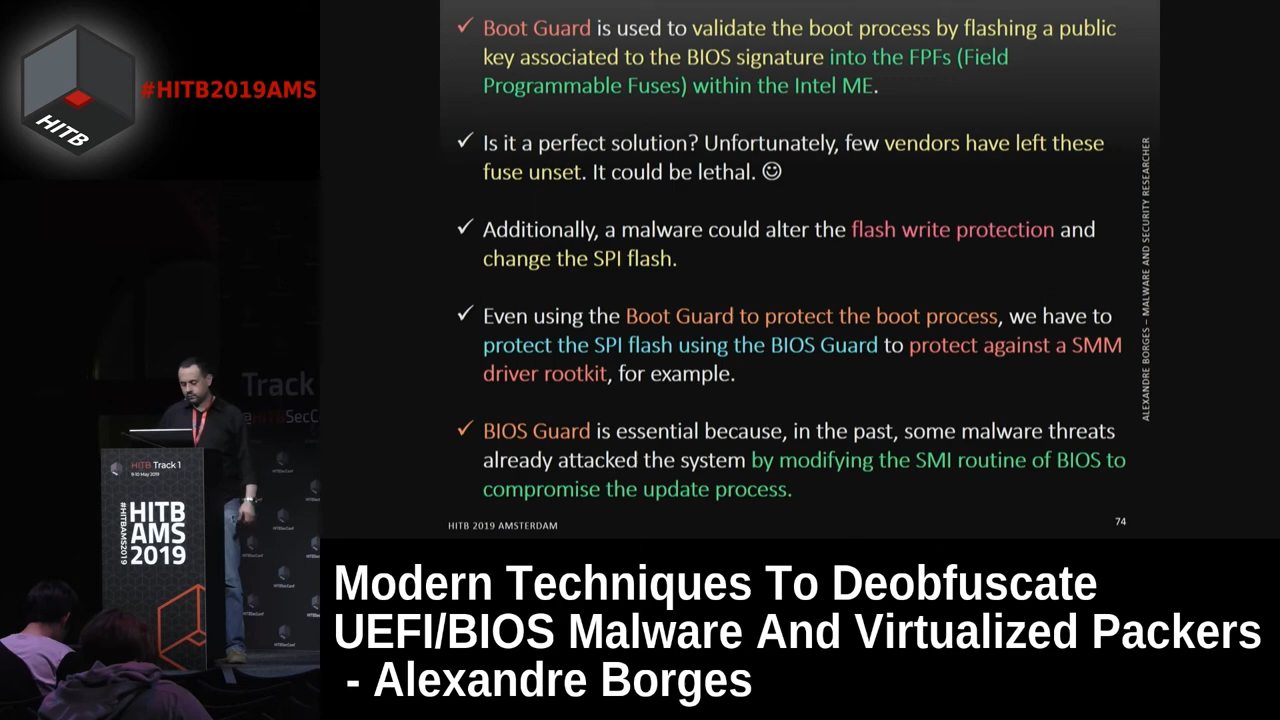 HITB
#HITB2019AMS
✓ Boot Guard is used to validate the boot process by flashing a public
key associated to the BIOS signature into the FPFs (Field
Programmable Fuses) within the Intel ME.
✓ Is it a perfect solution? Unfortunately, few vendors have left these
fuse unset. It could be lethal. ☺
✓ Additionally, a malware could alter the flash write protection and
change the SPI flash.
✓ Even using the Boot Guard to protect the boot process, we have to
protect the SPI flash using the BIOS Guard to protect against a SMM
driver rootkit, for example.
✓ BIOS Guard is essential because, in the past, some malware threats
already attacked the system by modifying the SMI routine of BIOS to
compromise the update process.
HITB 2019 AMSTERDAM
74
ALEXANDRE BORGES – MALWARE AND SECURITY RESEARCHER
Track
@HITBSecC
HITB Track 1
9-10 May 2019
#HITBAMS2019
HITB
AMS
2019
Modern Techniques To Deobfuscate
UEFI/BIOS Malware And Virtualized Packers
- Alexandre Borges